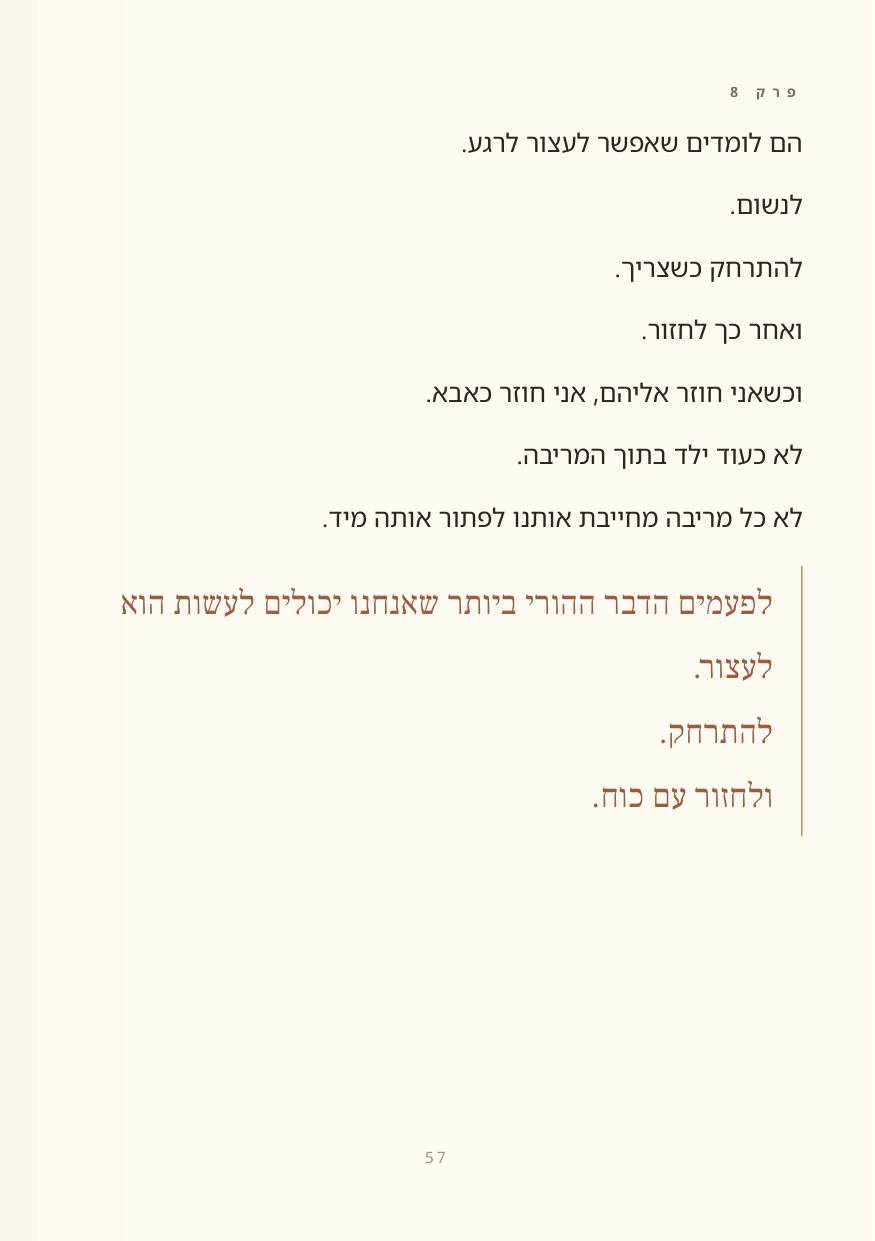 פרק 8
הם לומדים שאפשר לעצור לרגע.
לנשום.
להתרחק כשצריך.
ואחר כך לחזור.
וכשאני חוזר אליהם, אני חוזר כאבא.
לא כעוד ילד בתוך המריבה.
לא כל מריבה מחייבת אותנו לפתור אותה מיד.
לפעמים הדבר ההורי ביותר שאנחנו יכולים לעשות הוא
לעצור.
להתרחק.
ולחזור עם כוח.
57